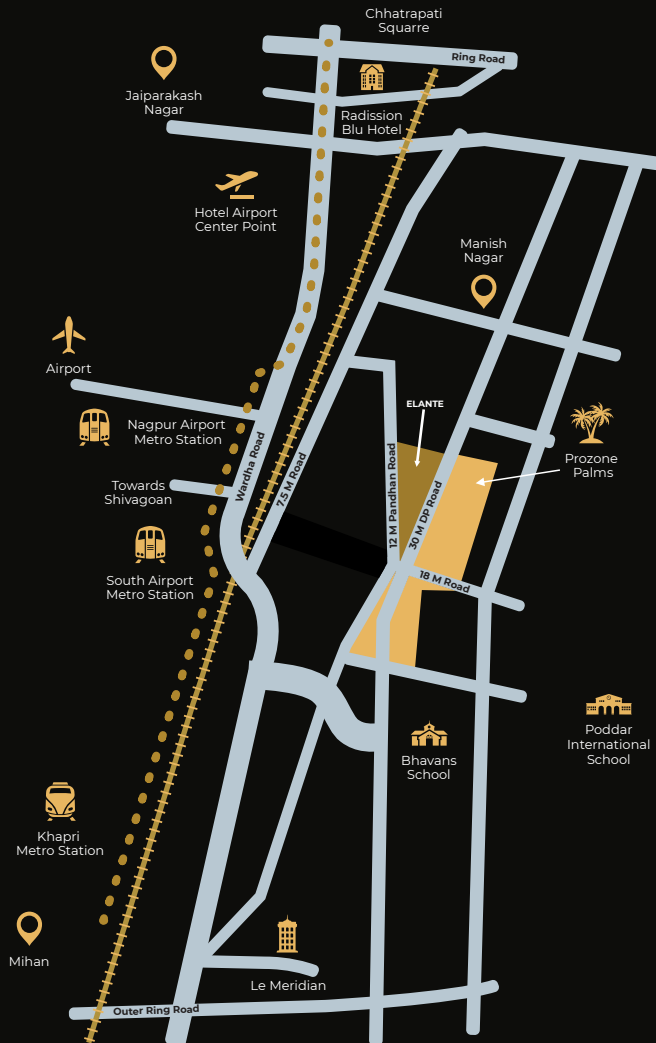 Chhatrapati
Squarre
Ring Road
Jaiparakash
Nagar
Radission
Blu Hotel
Hotel Airport
Center Point
Manish
Nagar
Airport
ELANTE
Nagpur Airport
Metro Station
Wardha Road
7.5 M Road
12 M Pandhan Road
30 M DP Road
Prozone
Palms
Towards
Shivagoan
South Airport
Metro Station
18 M Road
Poddar
International
School
Bhavans
School
Khapri
Metro Station
Mihan
Le Meridian
Outer Ring Road